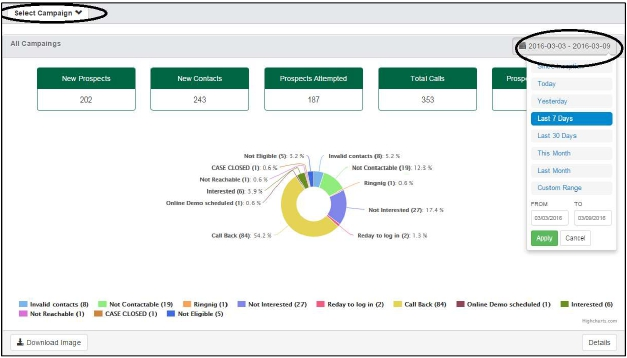 Select Campaign
All Campaings
2016-03-03 - 2016-03-09
New Prospects
202
New Contacts
243
Prospects Attempted
187
Total Calls
353
Today
Yesterday
Last 7 Days
Last 30 Days
This Month
Last Month
Custom Range
FROM TO
03/03/2016 03/09/2016
Apply Cancel
Not Eligible (5): 3.2 %
Invalid contacts (8): 5.2 %
CASE CLOSED (1): 0.6 %
Not Contactable (19): 12.3 %
Not Reachable (1): 0.6 %
Ringnig (1): 0.6 %
Interested (6): 3.9 %
Online Demo scheduled (1): 0.6 %
Not Interested (27): 17.4 %
Call Back (84): 54.2 %
Reday to log in (2): 1.3 %
Invalid contacts (8) Not Contactable (19) Ringnig (1) Not Interested (27) Reday to log in (2) Call Back (84) Online Demo scheduled (1) Interested (6)
Not Reachable (1) CASE CLOSED (1) Not Eligible (5)
Highcharts.com
Download Image
Details